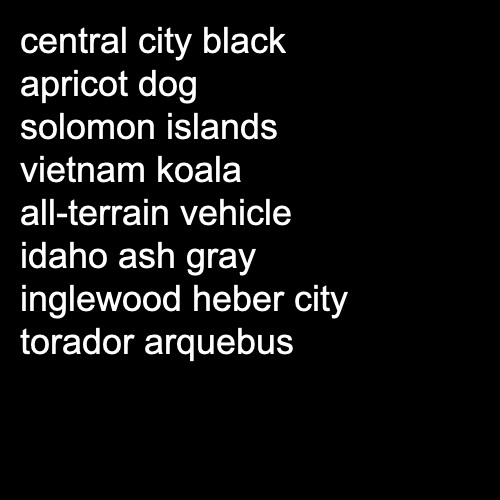 central city black
apricot dog
solomon islands
vietnam koala
all-terrain vehicle
idaho ash gray
inglewood heber city
torador arquebus